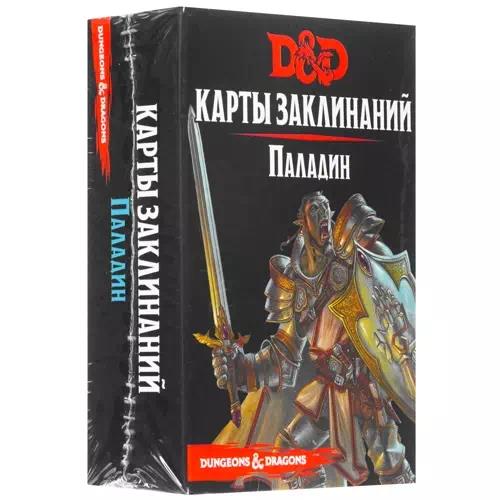 D&D
КАРТЫ ЗАКЛИНАНИЙ
ПАЛАДИН
DUNGEONS & DRAGONS
DUNGEONS & DRAGONS
КАРТЫ ЗАКЛИНАНИЙ
ПАЛАДИН